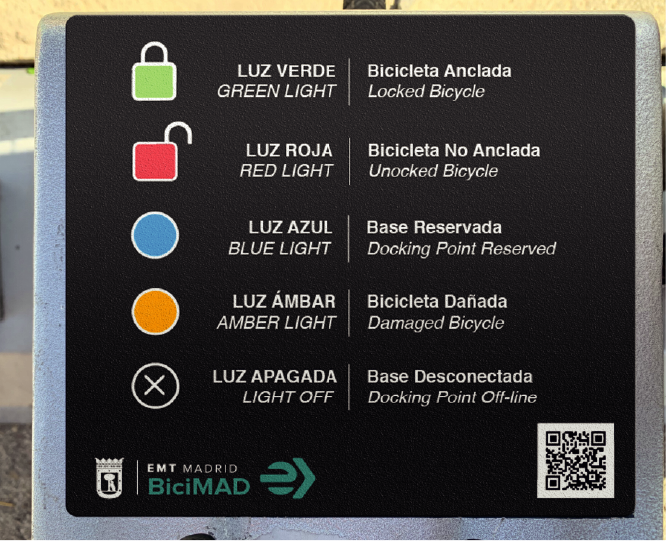 LUZ VERDE
GREEN LIGHT
Bicicleta Anclada
Locked Bicycle
LUZ ROJA
RED LIGHT
Bicicleta No Anclada
Unocked Bicycle
LUZ AZUL
BLUE LIGHT
Base Reservada
Docking Point Reserved
LUZ ÁMBAR
AMBER LIGHT
Bicicleta Dañada
Damaged Bicycle
LUZ APAGADA
LIGHT OFF
Base Desconectada
Docking Point Off-line
EMT MADRID
BiciMAD